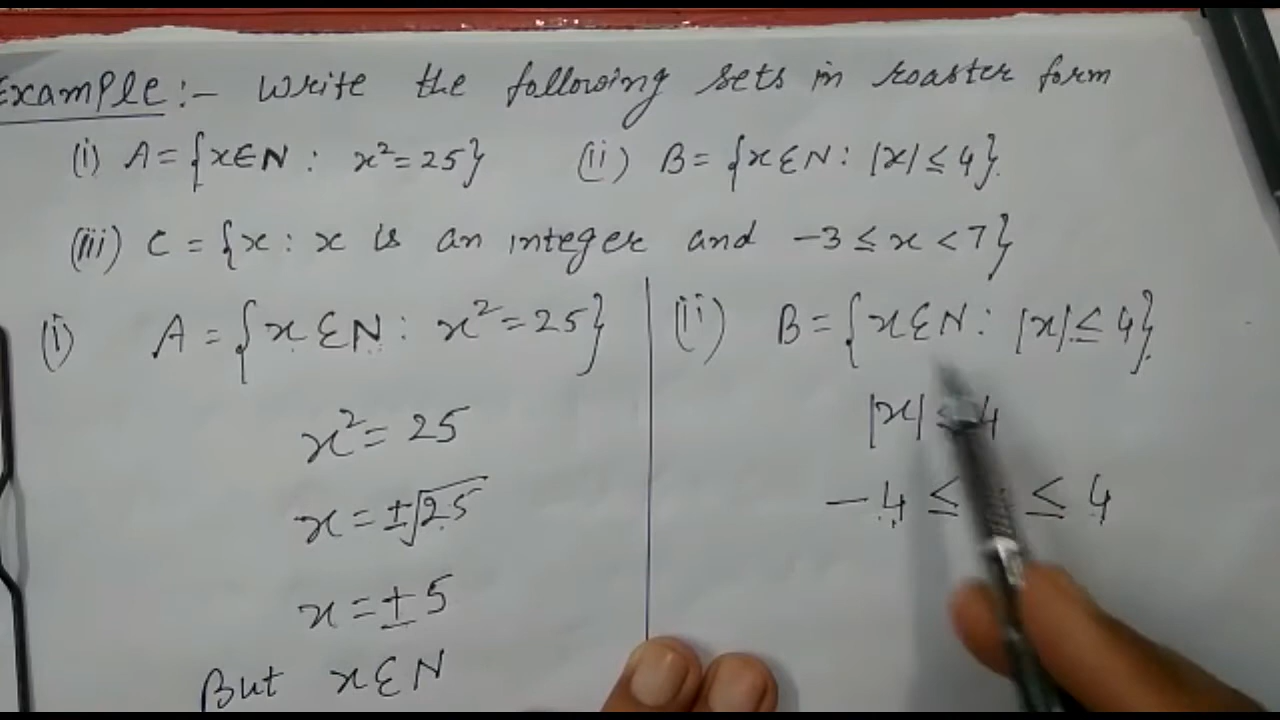 Example:- Write the following sets in roaster form
(i) A = {x∈N : x² = 25} (ii) B = {x∈N : |x| ≤ 4}.
(iii) C = {x : x is an integer and -3 ≤ x < 7}
(i) A = {x∈N : x² = 25}
x² = 25
x = ±√25
x = ±5
But x∈N
(ii) B = {x∈N : |x| ≤ 4}
|x| ≤ 4
-4 ≤ ≤ 4